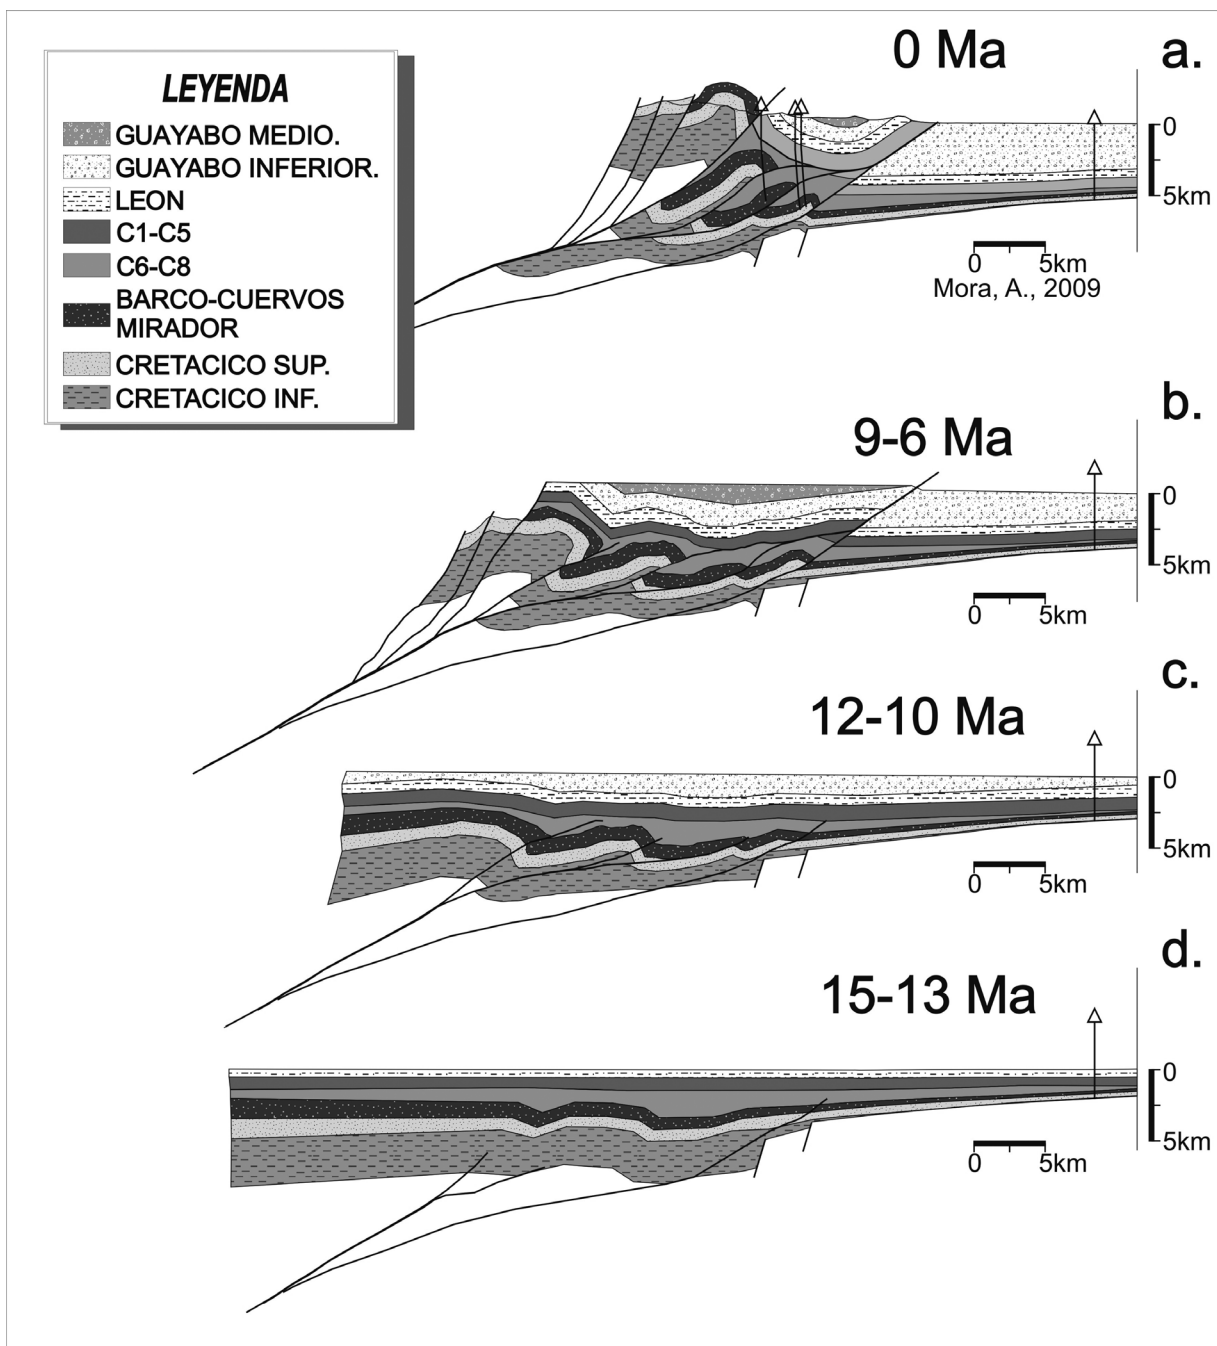 LEYENDA
GUAYABO MEDIO.
GUAYABO INFERIOR.
LEON
C1-C5
C6-C8
BARCO-CUERVOS
MIRADOR
CRETACICO SUP.
CRETACICO INF.
0 Ma
a.
0
5km
0 5km
Mora, A., 2009
b.
9-6 Ma
0
5km
0 5km
c.
12-10 Ma
0
5km
0 5km
d.
15-13 Ma
0
5km
0 5km